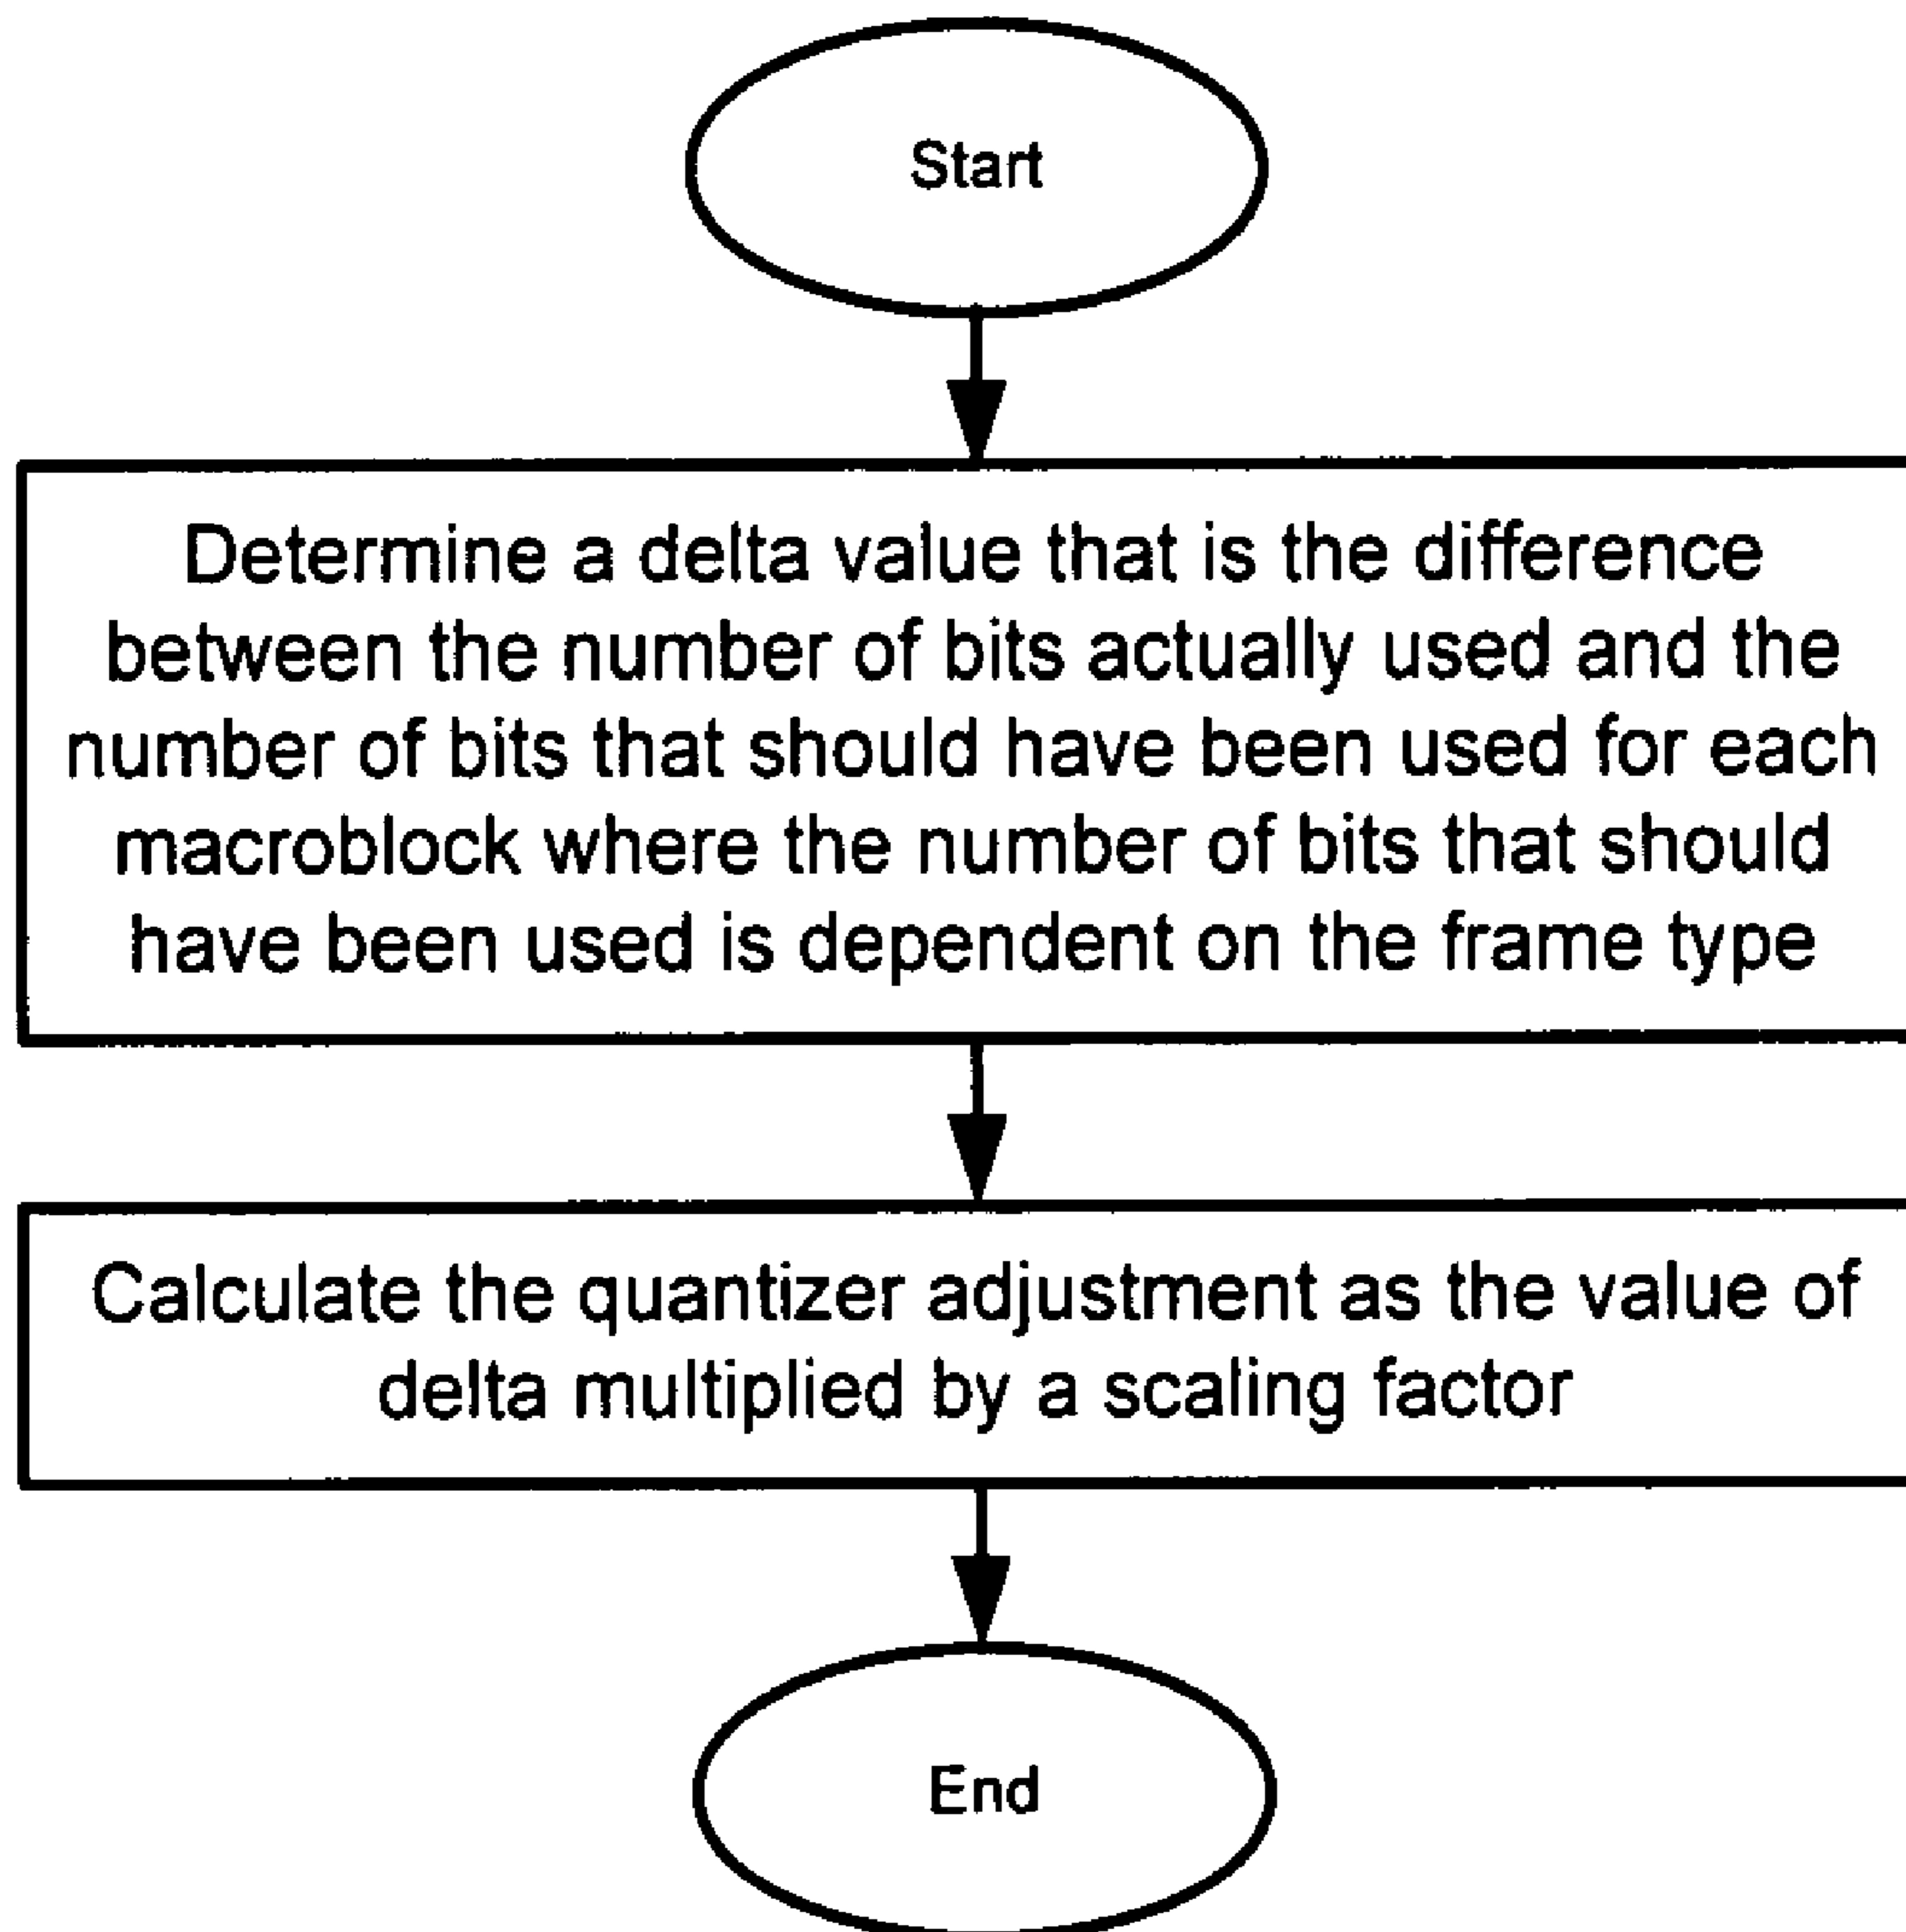 Start
Determine a delta value that is the difference
between the number of bits actually used and the
number of bits that should have been used for each
macroblock where the number of bits that should
have been used is dependent on the frame type
Calculate the quantizer adjustment as the value of
delta multiplied by a scaling factor
End